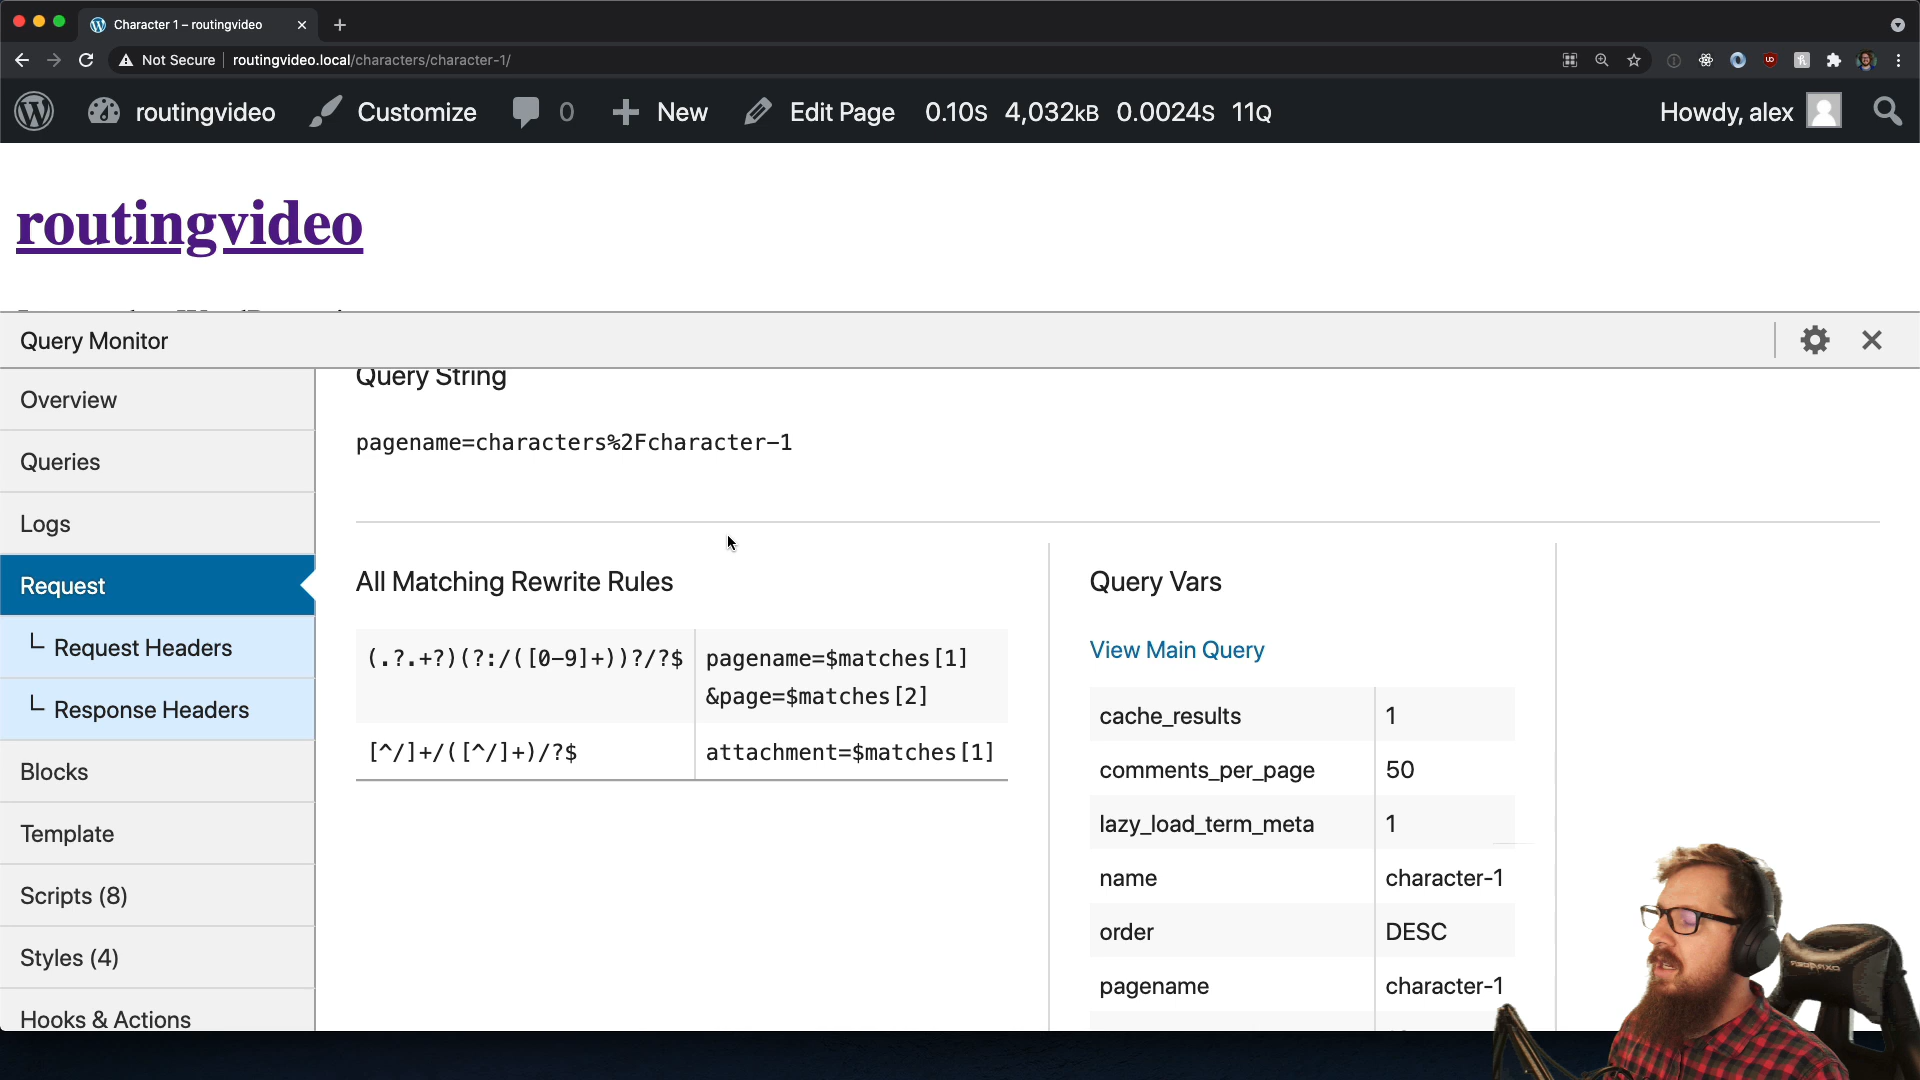 Character 1 – routingvideo
Not Secure
routingvideo.local/characters/character-1/
routingvideo
Customize
0
New
Edit Page
0.10S 4,032kB 0.0024S 11Q
Howdy, alex
routingvideo
Query Monitor
Overview
Queries
Logs
Request
Request Headers
Response Headers
Blocks
Template
Scripts (8)
Styles (4)
Hooks & Actions
Query String
pagename=characters%2Fcharacter-1
All Matching Rewrite Rules
(.?.+?)(?:/([0-9]+))?/?$ pagename=$matches[1]
&page=$matches[2]
[^/]+/([^/]+)/?$ attachment=$matches[1]
Query Vars
View Main Query
cache_results 1
comments_per_page 50
lazy_load_term_meta 1
name character-1
order DESC
pagename character-1